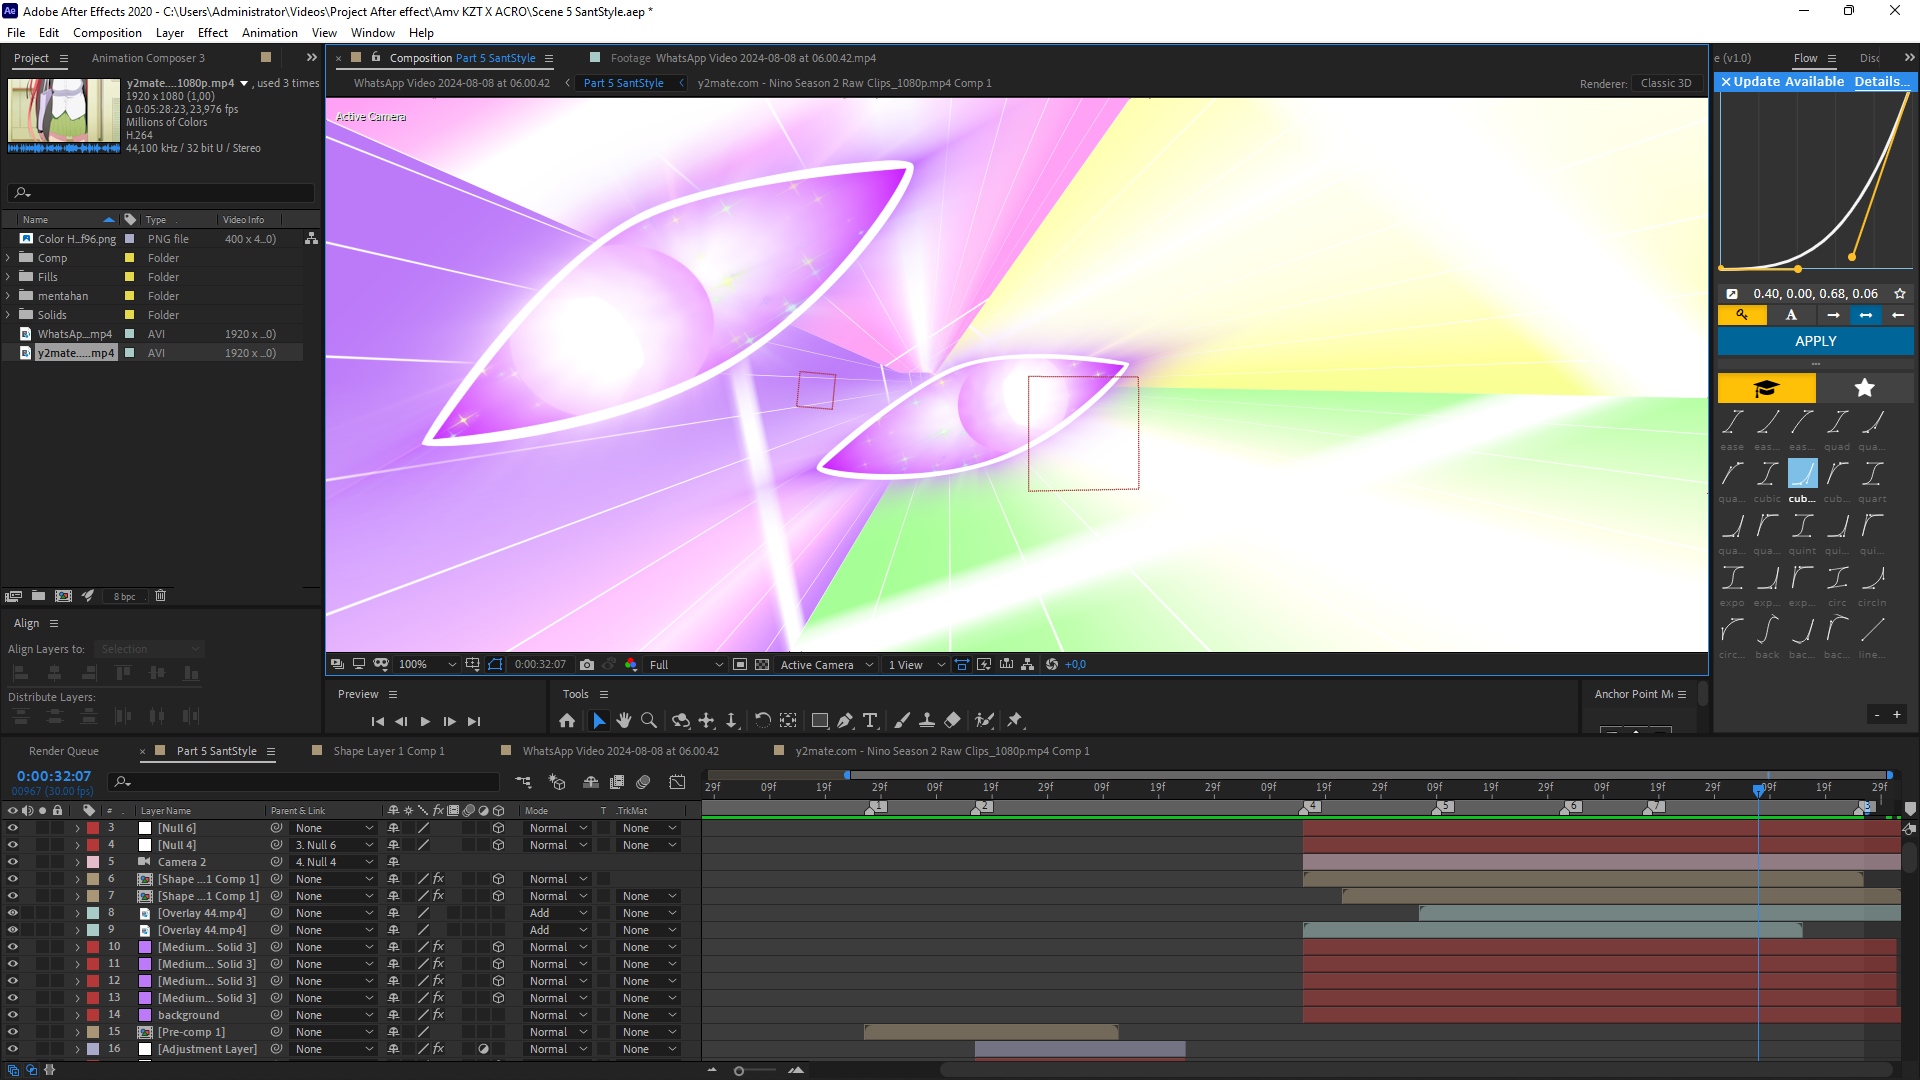 Adobe After Effects 2020 - C:\Users\Administrator\Videos\Project After effect\Amv KZT X ACRO\Scene 5 SantStyle.aep *
File Edit Composition Layer Effect Animation View Window Help
Project Animation Composer 3
y2mate....1080p.mp4 , used 3 times
1920 x 1080 (1,00)
Δ 0:05:28:23, 23,976 fps
Millions of Colors
H.264
44,100 kHz / 32 bit U / Stereo
Name Type Video Info
Color H...f96.png PNG file 400 x 4...0)
Comp Folder
Fills Folder
mentahan Folder
Solids Folder
WhatsAp...mp4 AVI 1920 x ...0)
y2mate.....mp4 AVI 1920 x ...0)
8 bpc
Align
Align Layers to: Selection
Distribute Layers:
Composition Part 5 SantStyle Footage WhatsApp Video 2024-08-08 at 06.00.42.mp4
WhatsApp Video 2024-08-08 at 06.00.42 Part 5 SantStyle y2mate.com - Nino Season 2 Raw Clips_1080p.mp4 Comp 1
Renderer: Classic 3D
Active Camera
100% 0:00:32:07 Full Active Camera 1 View +0,0
Preview Tools Anchor Point Mo
e (v1.0) Flow Disc
Update Available Details...
0.40, 0.00, 0.68, 0.06
A
APPLY
ease eas... eas... quad qua...
qua... cubic cub... cub... quart
qua... qua... quint qui... qui...
expo exp... exp... circ circIn
circ... back bac... bac... line...
- +
Render Queue Part 5 SantStyle Shape Layer 1 Comp 1 WhatsApp Video 2024-08-08 at 06.00.42 y2mate.com - Nino Season 2 Raw Clips_1080p.mp4 Comp 1
0:00:32:07
00967 (30.00 fps)
29f 09f 19f 29f 09f 19f 29f 09f 19f 29f 09f 19f 29f 09f 19f 29f 09f 19f 29f 09f 19f 29f
1 2 4 5 6 7 3
# Layer Name Parent & Link Mode T .TrkMat
3 [Null 6] None Normal None
4 [Null 4] 3. Null 6 Normal None
5 Camera 2 4. Null 4
6 [Shape ...1 Comp 1] None Normal
7 [Shape ...1 Comp 1] None Normal None
8 [Overlay 44.mp4] None Add None
9 [Overlay 44.mp4] None Add None
10 [Medium... Solid 3] None Normal None
11 [Medium... Solid 3] None Normal None
12 [Medium... Solid 3] None Normal None
13 [Medium... Solid 3] None Normal None
14 background None Normal None
15 [Pre-comp 1] None Normal None
16 [Adjustment Layer] None Normal None